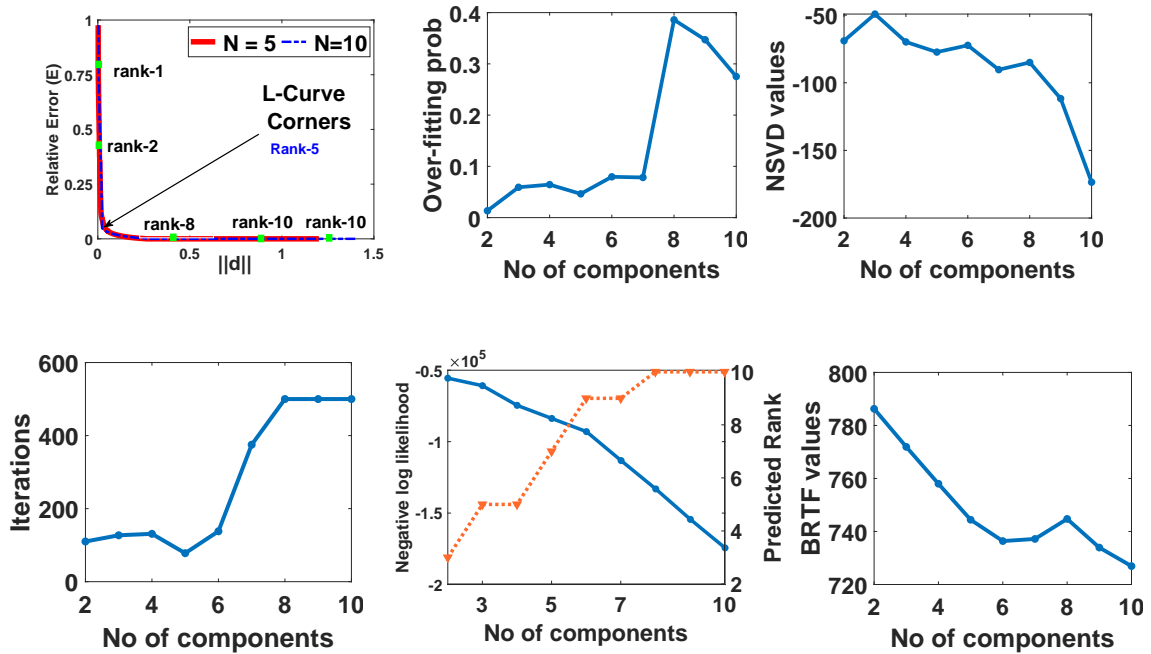 Relative Error (E)
1
0.75
0.5
0.25
0
N = 5
N=10
rank-1
rank-2
L-Curve
Corners
Rank-5
rank-8
rank-10
rank-10
0
0.5
1
1.5
||d||
Over-fitting prob
0.4
0.3
0.2
0.1
0
2
4
6
8
10
No of components
NSVD values
-50
-100
-150
-200
2
4
6
8
10
No of components
Iterations
600
400
200
0
2
4
6
8
10
No of components
Negative log likelihood
×10^5
-0.5
-1
-1.5
-2
3
5
7
10
No of components
10
8
6
4
2
Predicted Rank
BRTF values
800
780
760
740
720
2
4
6
8
10
No of components